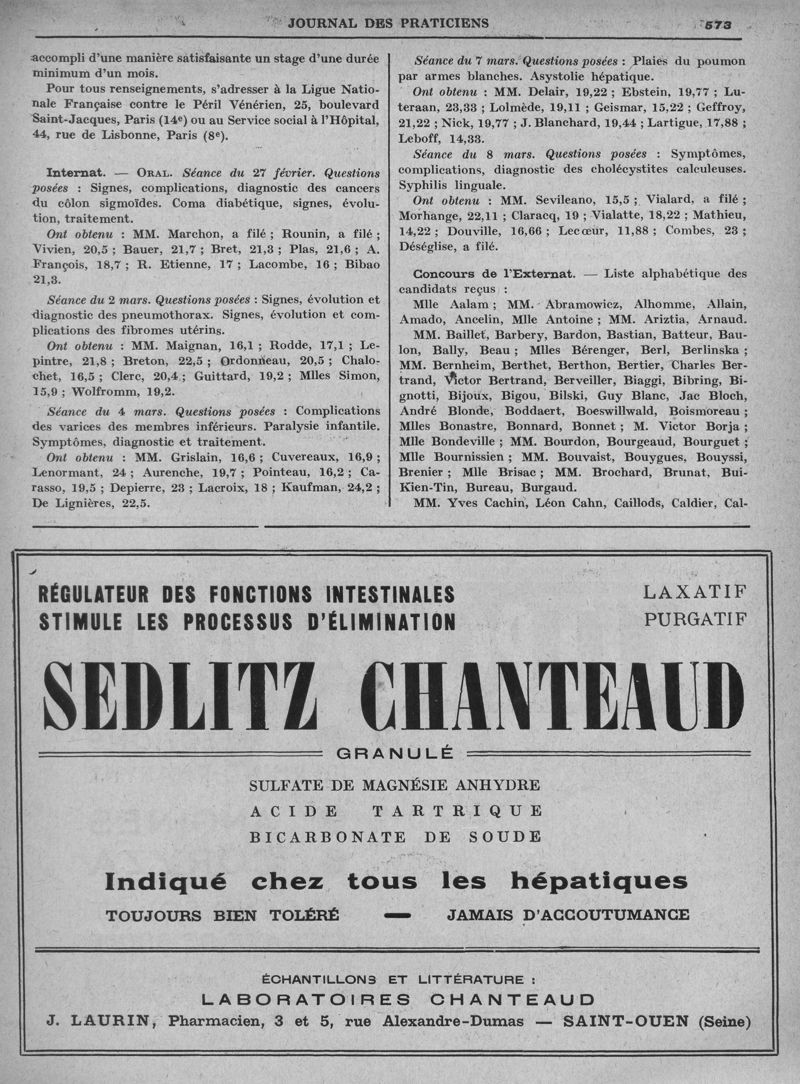 JOURNAL DES PRATICIENS 573
accompli d'une manière satisfaisante un stage d'une durée
minimum d'un mois.
Pour tous renseignements, s'adresser à la Ligue Natio-
nale Française contre le Péril Vénérien, 25, boulevard
Saint-Jacques, Paris (14e) ou au Service social à l'Hôpital,
44, rue de Lisbonne, Paris (8e).
Internat. — ORAL. Séance du 27 février. Questions
posées : Signes, complications, diagnostic des cancers
du côlon sigmoïdes. Coma diabétique, signes, évolu-
tion, traitement.
Ont obtenu : MM. Marchon, a filé ; Rounin, a filé ;
Vivien, 20,5 ; Bauer, 21,7 ; Bret, 21,3 ; Plas, 21,6 ; A.
François, 18,7 ; R. Etienne, 17 ; Lacombe, 16 ; Bibao
21,3.
Séance du 2 mars. Questions posées : Signes, évolution et
diagnostic des pneumothorax. Signes, évolution et com-
plications des fibromes utérins.
Ont obtenu : MM. Maignan, 16,1 ; Rodde, 17,1 ; Le-
pintre, 21,8 ; Breton, 22,5 ; Ordonneau, 20,5 ; Chalo-
chet, 16,5 ; Clerc, 20,4 ; Guittard, 19,2 ; Mlles Simon,
15,9 ; Wolfromm, 19,2.
Séance du 4 mars. Questions posées : Complications
des varices des membres inférieurs. Paralysie infantile.
Symptômes, diagnostic et traitement.
Ont obtenu : MM. Grislain, 16,6 ; Cuvereaux, 16,9 ;
Lenormant, 24 ; Aurenche, 19,7 ; Pointeau, 16,2 ; Ca-
rasso, 19,5 ; Depierre, 23 ; Lacroix, 18 ; Kaufman, 24,2 ;
De Lignières, 22,5.
Séance du 7 mars. Questions posées : Plaies du poumon
par armes blanches. Asystolie hépatique.
Ont obtenu : MM. Delair, 19,22 ; Ebstein, 19,77 ; Lu-
teraan, 23,33 ; Lolmède, 19,11 ; Geismar, 15,22 ; Geffroy,
21,22 ; Nick, 19,77 ; J. Blanchard, 19,44 ; Lartigue, 17,88 ;
Leboff, 14,33.
Séance du 8 mars. Questions posées : Symptômes,
complications, diagnostic des cholécystites calculeuses.
Syphilis linguale.
Ont obtenu : MM. Sevileano, 15,5 ; Vialard, a filé ;
Morhange, 22,11 ; Claracq, 19 ; Vialatte, 18,22 ; Mathieu,
14,22 ; Douville, 16,66 ; Lecœur, 11,88 ; Combes, 23 ;
Déséglise, a filé.
Concours de l'Externat. — Liste alphabétique des
candidats reçus :
Mlle Aalam ; MM. Abramowicz, Alhomme, Allain,
Amado, Ancelin, Mlle Antoine ; MM. Ariztia, Arnaud.
MM. Baillet, Barbery, Bardon, Bastian, Batteur, Bau-
lon, Bally, Beau ; Mlles Bérenger, Berl, Berlinska ;
MM. Bernheim, Berthet, Berthon, Bertier, Charles Ber-
trand, Victor Bertrand, Berveiller, Biaggi, Bibring, Bi-
gnotti, Bijoux, Bigou, Bilski, Guy Blanc, Jac Bloch,
André Blonde, Boddaert, Boeswillwald, Boismoreau ;
Mlles Bonastre, Bonnard, Bonnet ; M. Victor Borja ;
Mlle Bondeville ; MM. Bourdon, Bourgeaud, Bourguet ;
Mlle Bournissien ; MM. Bouvaist, Bouygues, Bouyssi,
Brenier ; Mlle Brisac ; MM. Brochard, Brunat, Bui-
Kien-Tin, Bureau, Burgaud.
MM. Yves Cachin, Léon Cahn, Caillods, Caldier, Cal-
RÉGULATEUR DES FONCTIONS INTESTINALES
STIMULE LES PROCESSUS D'ÉLIMINATION
LAXATIF
PURGATIF
SEDLITZ CHANTEAUD
GRANULÉ
SULFATE DE MAGNÉSIE ANHYDRE
ACIDE TARTRIQUE
BICARBONATE DE SOUDE
Indiqué chez tous les hépatiques
TOUJOURS BIEN TOLÉRÉ — JAMAIS D'ACCOUTUMANCE
ÉCHANTILLONS ET LITTÉRATURE :
LABORATOIRES CHANTEAUD
J. LAURIN, Pharmacien, 3 et 5, rue Alexandre-Dumas — SAINT-OUEN (Seine)